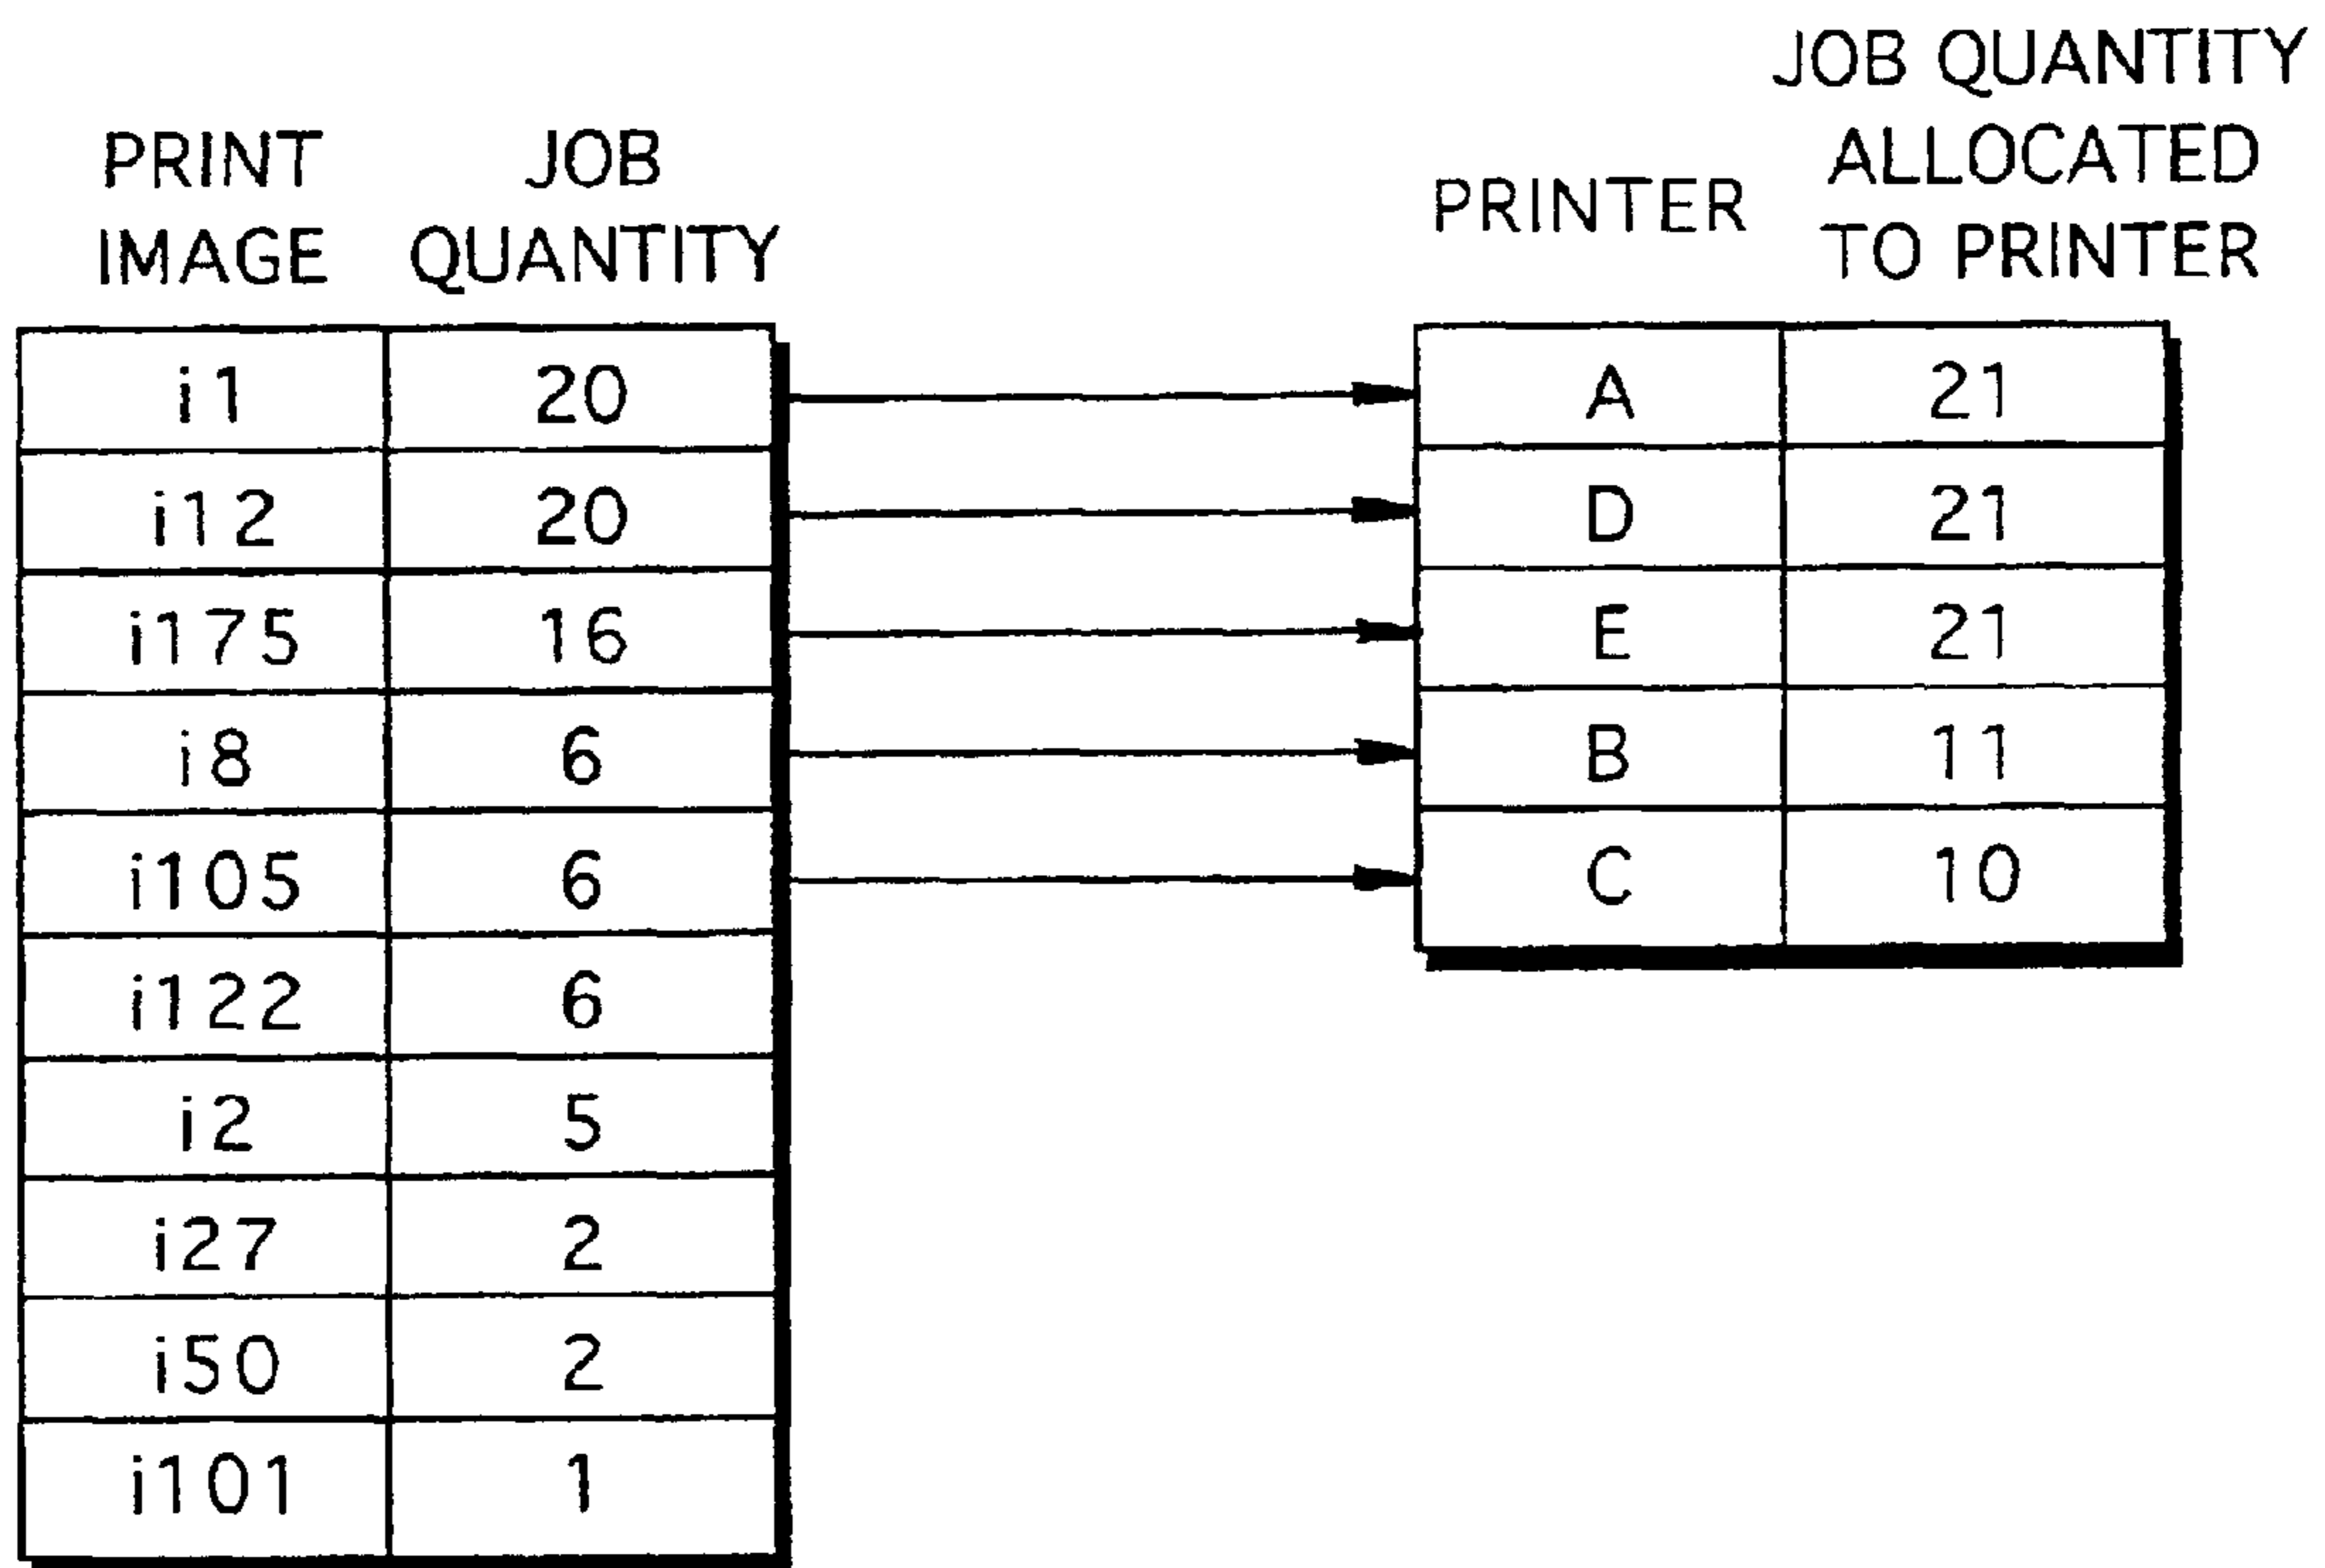 PRINT IMAGE
JOB QUANTITY
i1 20
i12 20
i175 16
i8 6
i105 6
i122 6
i2 5
i27 2
i50 2
i101 1
PRINTER
JOB QUANTITY
ALLOCATED
TO PRINTER
A 21
D 21
E 21
B 11
C 10